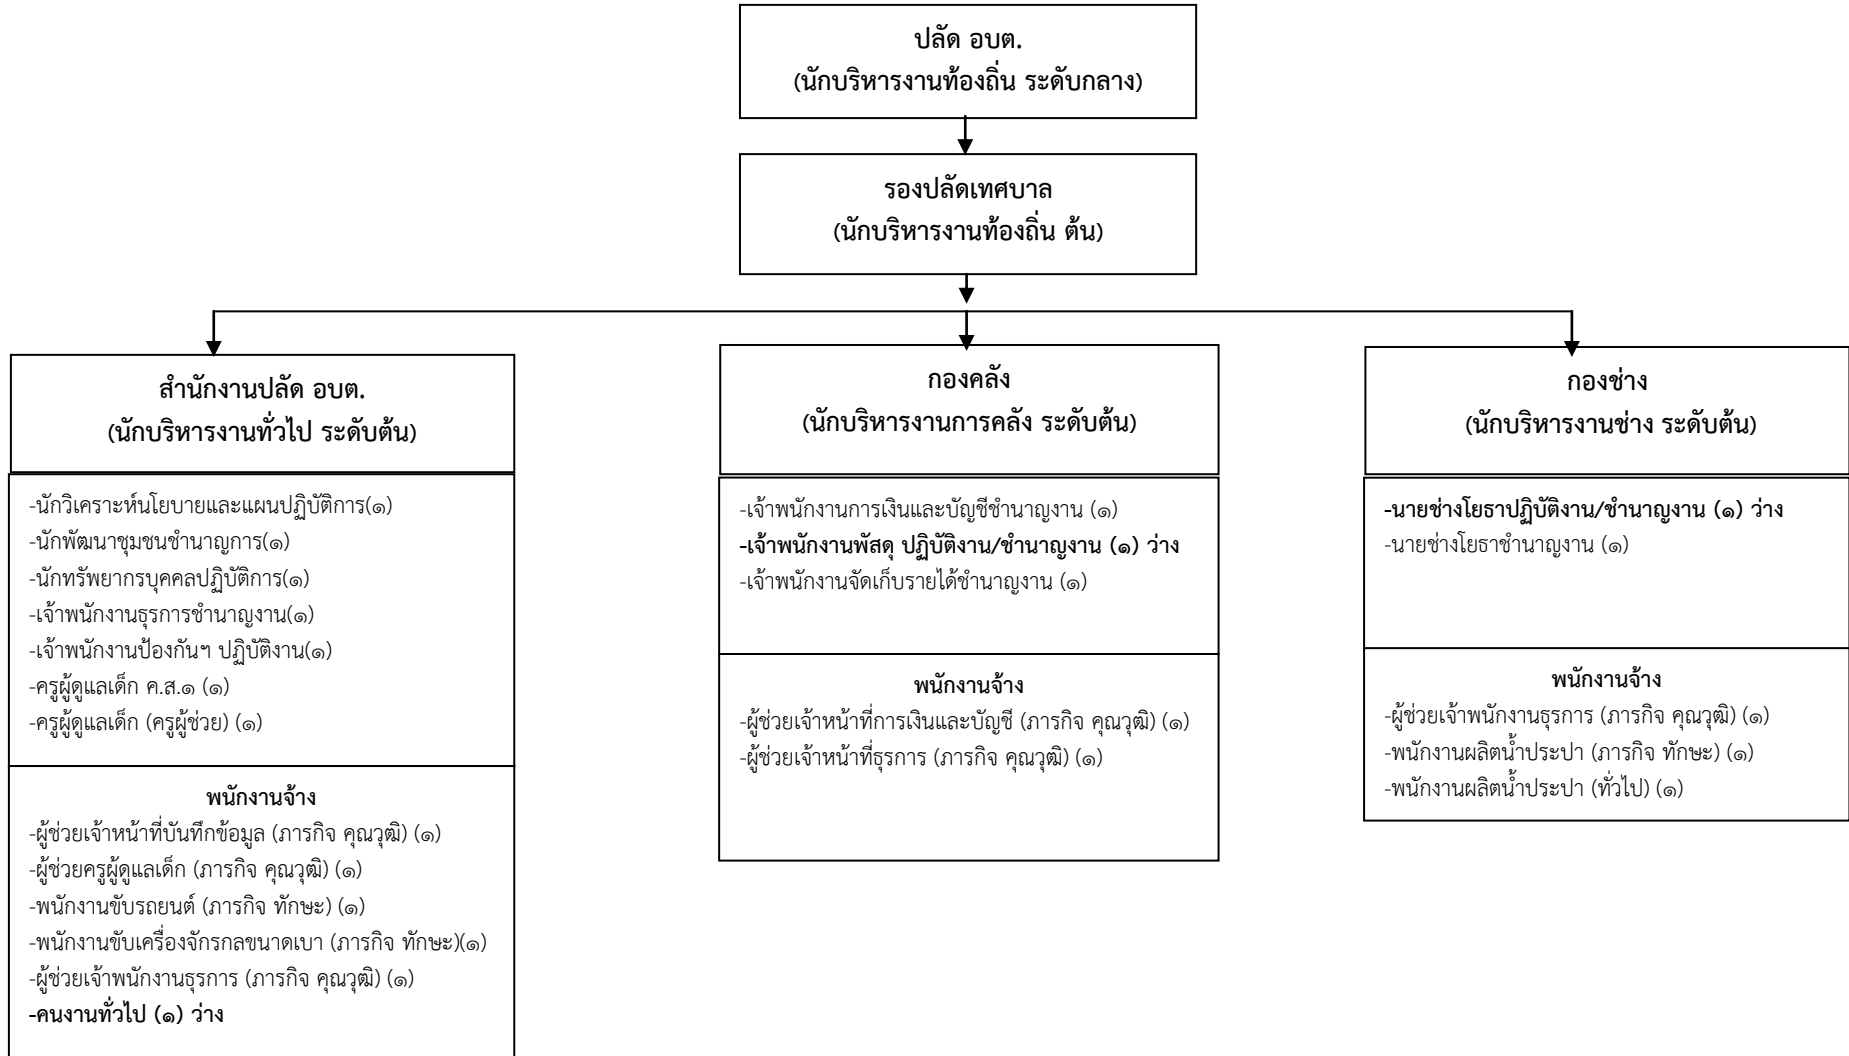 ปลัด อบต.
(นักบริหารงานท้องถิ่น ระดับกลาง)
รองปลัดเทศบาล
(นักบริหารงานท้องถิ่น ต้น)
สำนักงานปลัด อบต.
(นักบริหารงานทั่วไป ระดับต้น)
-นักวิเคราะห์นโยบายและแผนปฏิบัติการ(๑)
-นักพัฒนาชุมชนชำนาญการ(๑)
-นักทรัพยากรบุคคลปฏิบัติการ(๑)
-เจ้าพนักงานธุรการชำนาญงาน(๑)
-เจ้าพนักงานป้องกันฯ ปฏิบัติงาน(๑)
-ครูผู้ดูแลเด็ก ค.ส.๑ (๑)
-ครูผู้ดูแลเด็ก (ครูผู้ช่วย) (๑)
พนักงานจ้าง
-ผู้ช่วยเจ้าหน้าที่บันทึกข้อมูล (ภารกิจ คุณวุฒิ) (๑)
-ผู้ช่วยครูผู้ดูแลเด็ก (ภารกิจ คุณวุฒิ) (๑)
-พนักงานขับรถยนต์ (ภารกิจ ทักษะ) (๑)
-พนักงานขับเครื่องจักรกลขนาดเบา (ภารกิจ ทักษะ)(๑)
-ผู้ช่วยเจ้าพนักงานธุรการ (ภารกิจ คุณวุฒิ) (๑)
-คนงานทั่วไป (๑) ว่าง
กองคลัง
(นักบริหารงานการคลัง ระดับต้น)
-เจ้าพนักงานการเงินและบัญชีชำนาญงาน (๑)
-เจ้าพนักงานพัสดุ ปฏิบัติงาน/ชำนาญงาน (๑) ว่าง
-เจ้าพนักงานจัดเก็บรายได้ชำนาญงาน (๑)
พนักงานจ้าง
-ผู้ช่วยเจ้าหน้าที่การเงินและบัญชี (ภารกิจ คุณวุฒิ) (๑)
-ผู้ช่วยเจ้าหน้าที่ธุรการ (ภารกิจ คุณวุฒิ) (๑)
กองช่าง
(นักบริหารงานช่าง ระดับต้น)
-นายช่างโยธาปฏิบัติงาน/ชำนาญงาน (๑) ว่าง
-นายช่างโยธาชำนาญงาน (๑)
พนักงานจ้าง
-ผู้ช่วยเจ้าพนักงานธุรการ (ภารกิจ คุณวุฒิ) (๑)
-พนักงานผลิตน้ำประปา (ภารกิจ ทักษะ) (๑)
-พนักงานผลิตน้ำประปา (ทั่วไป) (๑)